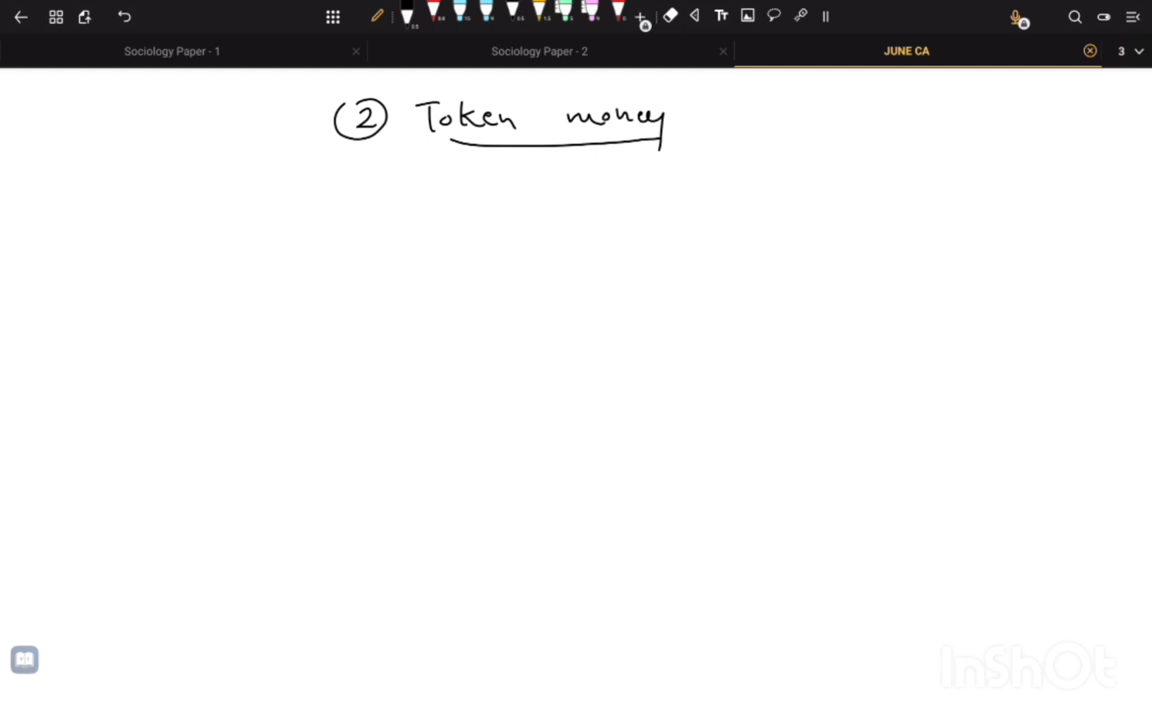 Sociology Paper - 1
Sociology Paper - 2
JUNE CA
3
② Token money
InShOt